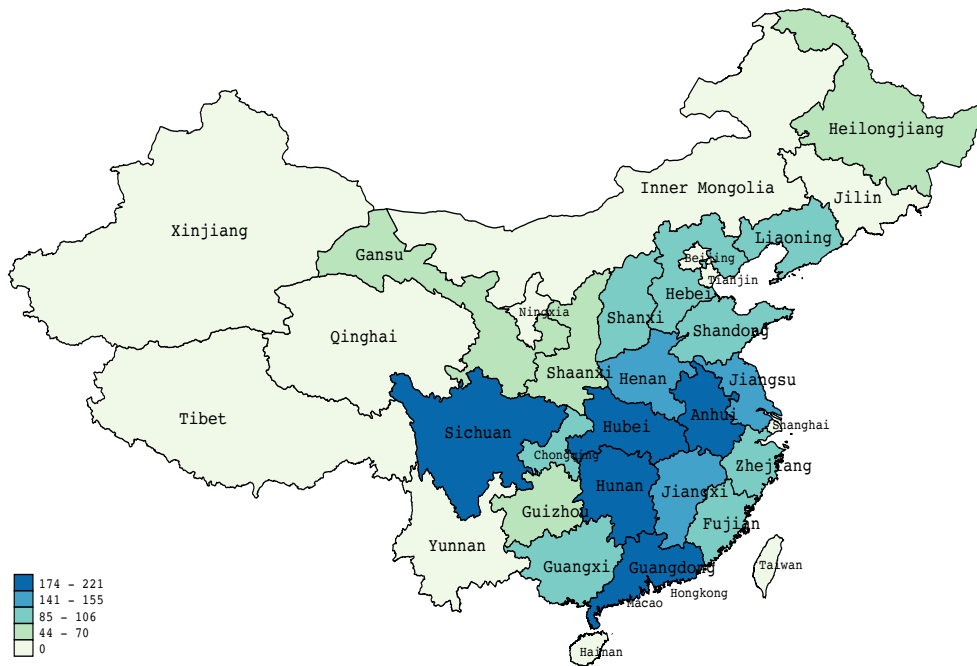 Heilongjiang
Inner Mongolia
Jilin
Xinjiang
Liaoning
Gansu
Beijing
Tianjin
Hebei
Ningxia
Shanxi
Shandong
Qinghai
Shaanxi
Henan
Jiangsu
Tibet
Anhui
Sichuan
Hubei
Shanghai
Chongqing
Zhejiang
Hunan
Jiangxi
Guizhou
Fujian
Yunnan
Guangxi
Guangdong
Taiwan
Hongkong
Macao
Hainan
174 – 221
141 – 155
85 – 106
44 – 70
0